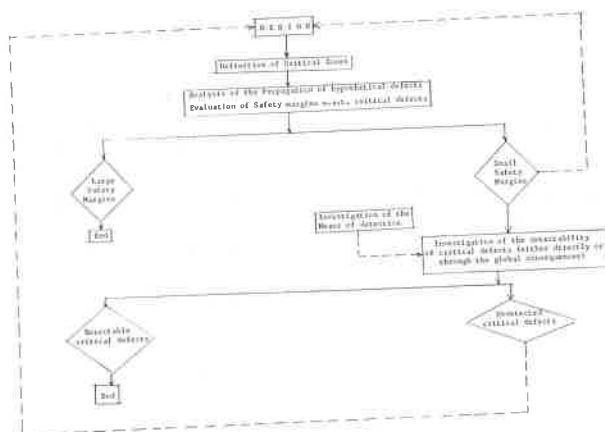 DESIGN
Definition of Critical Zones
Analysis of the Propagation of hypothetical defects
Evaluation of Safety margins w.r.t. critical defects
Large
Safety
Margins
Small
Safety
Margins
End
Investigation of the
Means of detection
Investigation of the detectability
of critical defects (either directly or
through the global consequences)
Detectable
critical defects
Undetected
critical defects
End